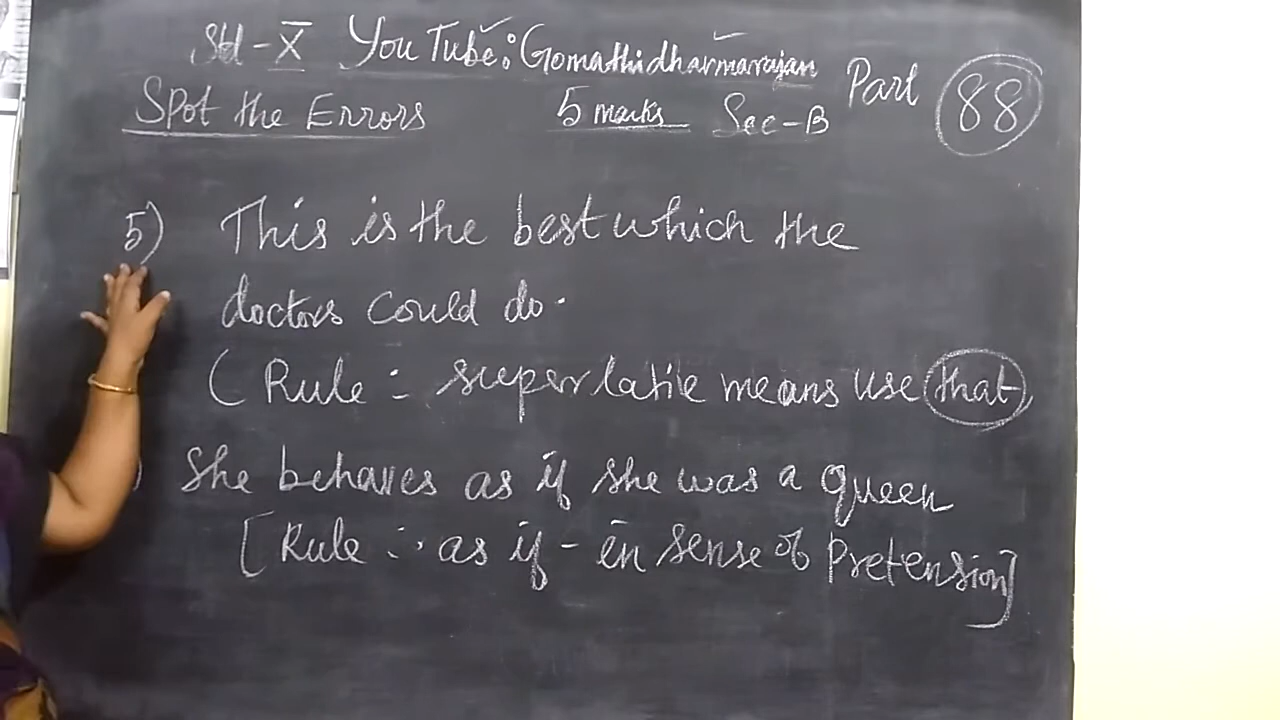 Std - X YouTube: Gomathidharmarajan Part 88
Spot the Errors 5 marks Sec-B
5) This is the best which the
doctors could do.
( Rule :- superlatie means use that,
) She behaves as if she was a queen
[ Rule :- as if - in sense of Pretension]